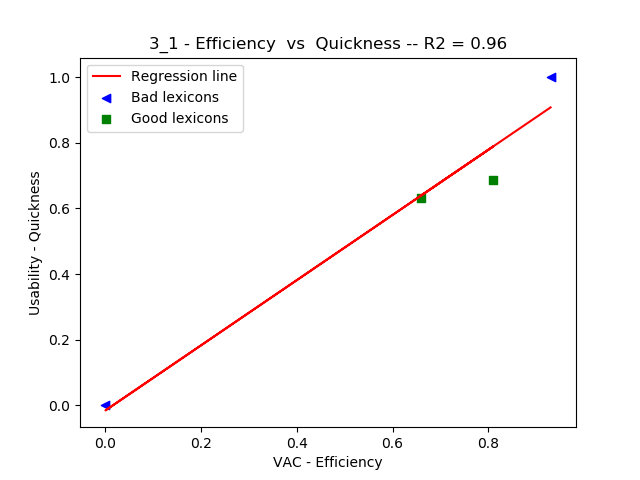 3_1 - Efficiency  vs  Quickness -- R2 = 0.96
Regression line
Bad lexicons
Good lexicons
1.0
0.8
0.6
0.4
0.2
0.0
Usability - Quickness
0.0 0.2 0.4 0.6 0.8
VAC - Efficiency